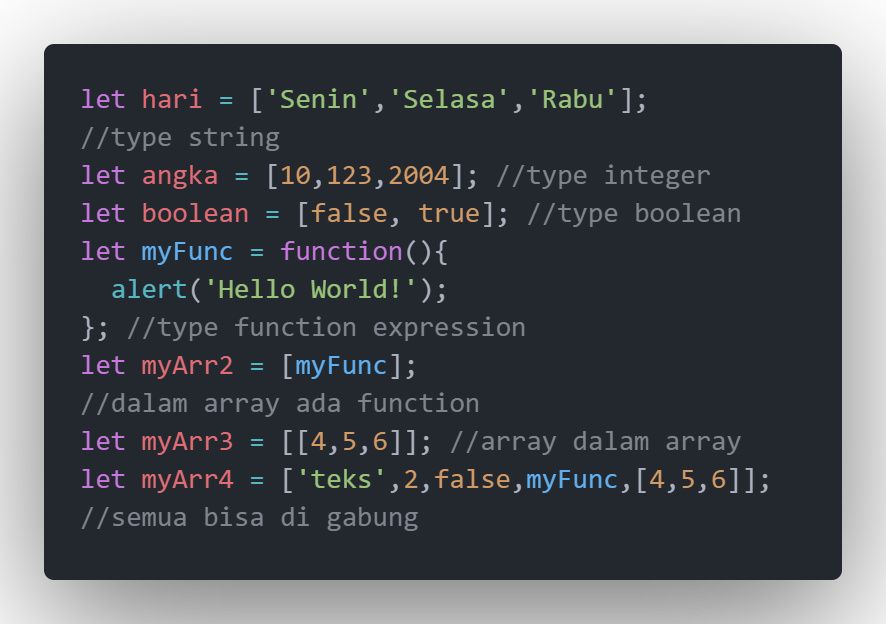 let hari = ['Senin','Selasa','Rabu'];
//type string
let angka = [10,123,2004]; //type integer
let boolean = [false, true]; //type boolean
let myFunc = function(){
  alert('Hello World!');
}; //type function expression
let myArr2 = [myFunc];
//dalam array ada function
let myArr3 = [[4,5,6]]; //array dalam array
let myArr4 = ['teks',2,false,myFunc,[4,5,6]];
//semua bisa di gabung